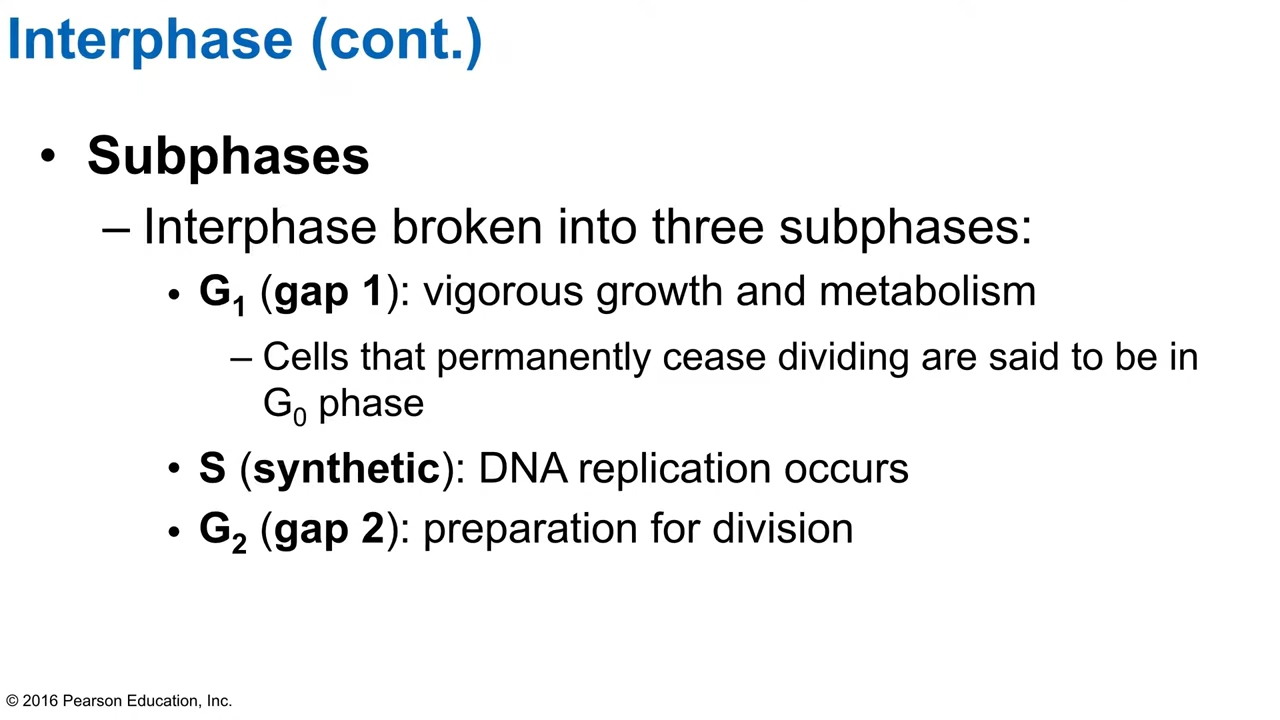 Interphase (cont.)
• Subphases
– Interphase broken into three subphases:
• G₁ (gap 1): vigorous growth and metabolism
– Cells that permanently cease dividing are said to be in
G₀ phase
• S (synthetic): DNA replication occurs
• G₂ (gap 2): preparation for division
© 2016 Pearson Education, Inc.